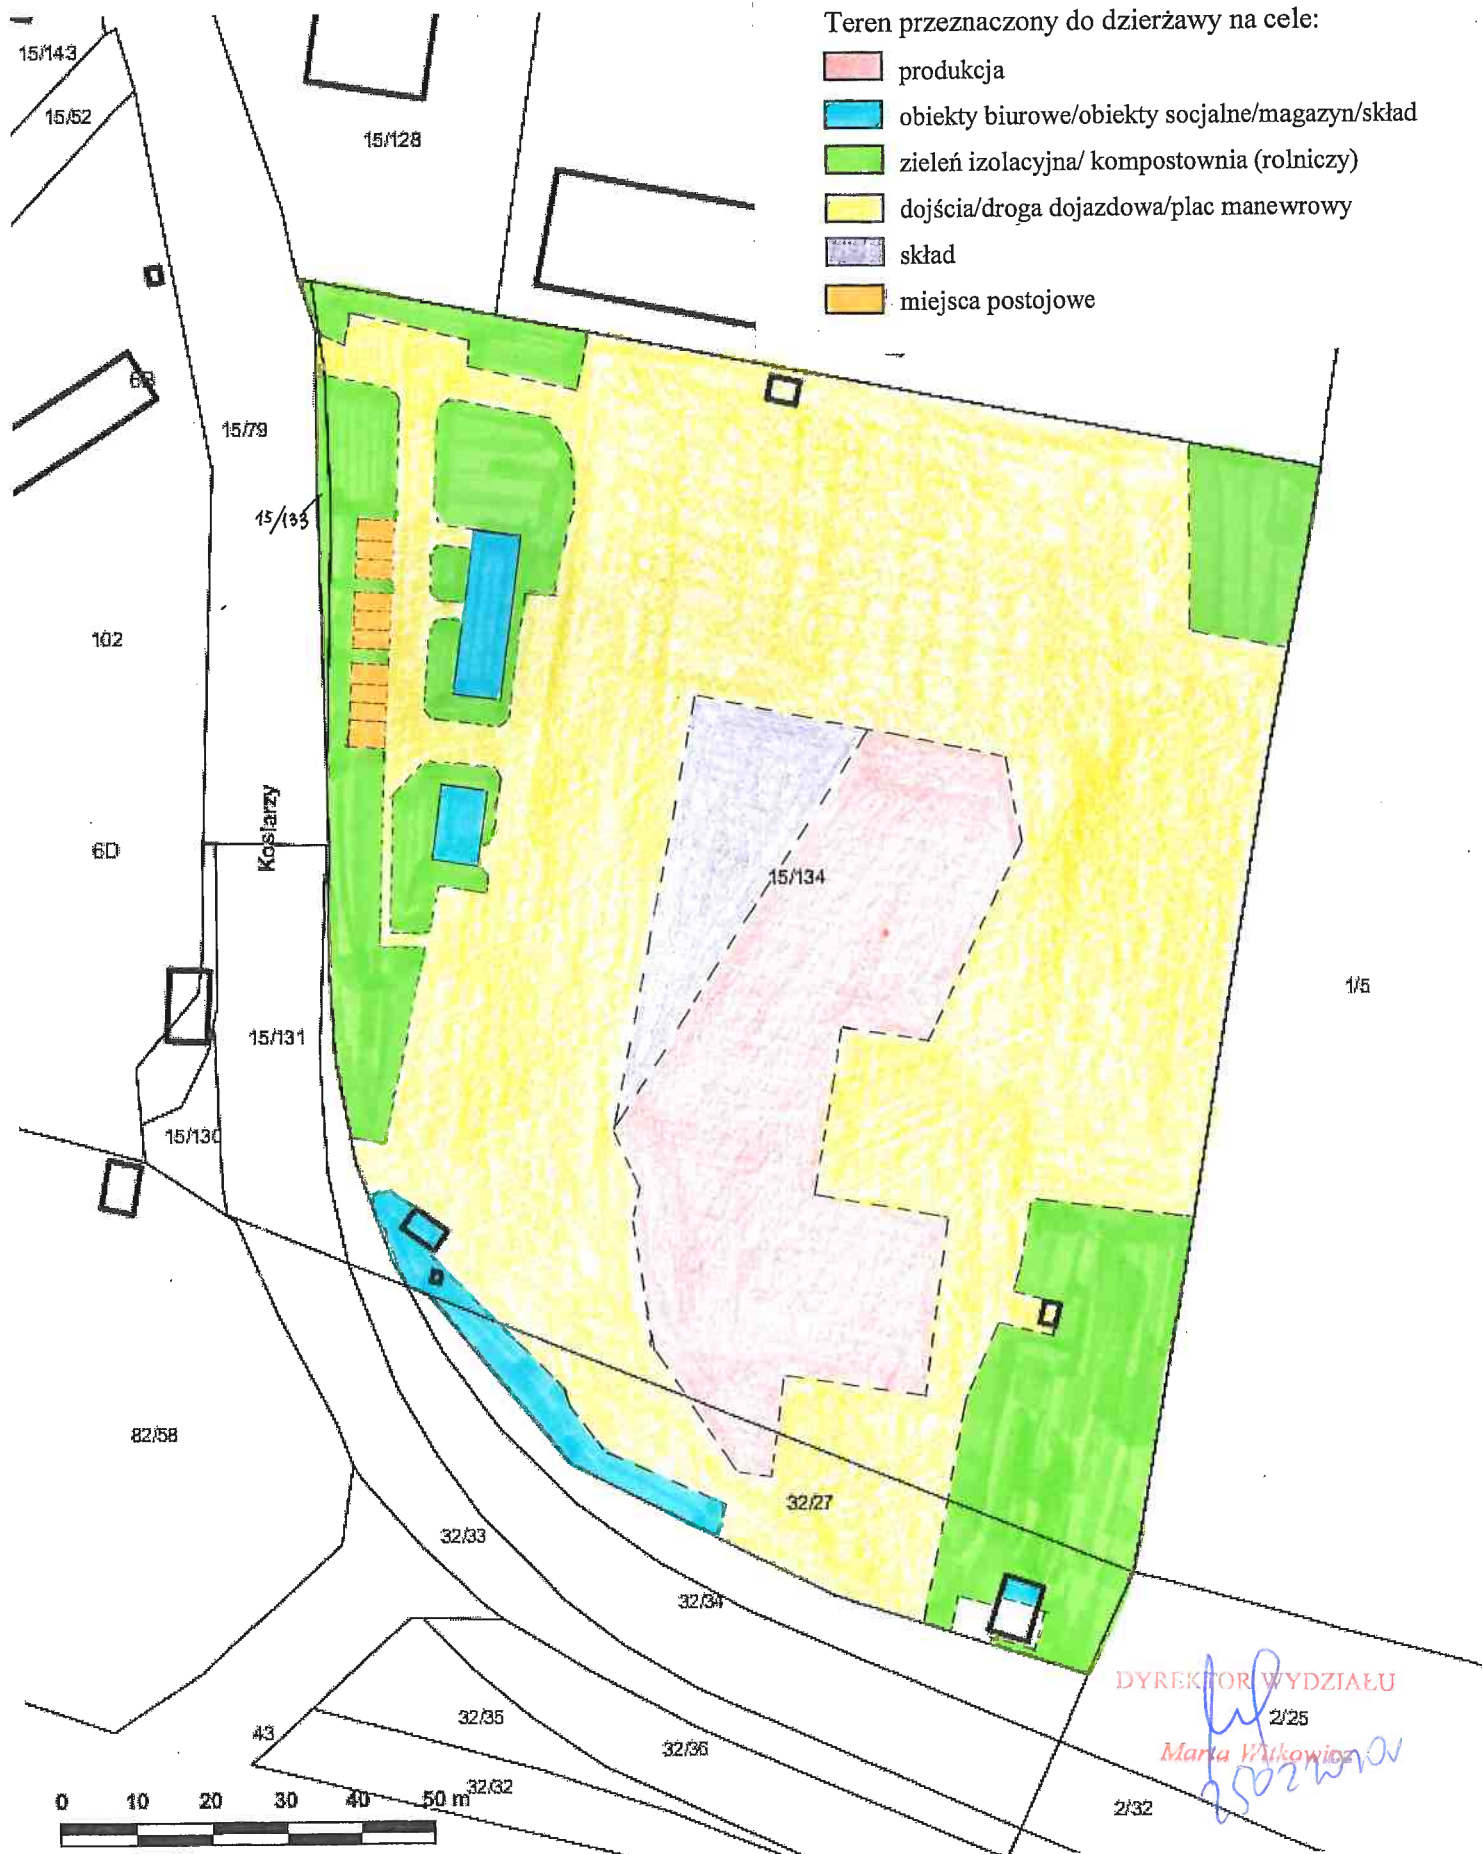 Teren przeznaczony do dzierżawy na cele:
produkcja
obiekty biurowe/obiekty socjalne/magazyn/skład
zieleń izolacyjna/ kompostownia (rolniczy)
dojścia/droga dojazdowa/plac manewrowy
skład
miejsca postojowe
15/143
15/52
15/128
6B
15/79
15/133
102
Kosiarzy
6D
15/134
1/5
15/131
15/130
82/58
32/27
32/33
32/34
DYREKTOR WYDZIAŁU
2/25
Marta Witkowicz
32/35
43
32/36
32/32
2/32
0 10 20 30 40 50 m